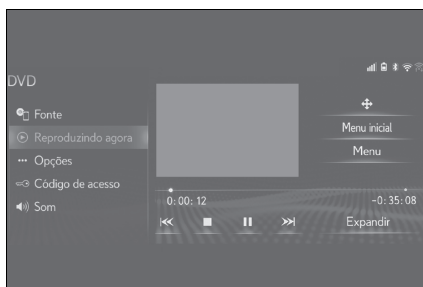 DVD
Fonte
Reproduzindo agora
Opções
Código de acesso
Som
Menu inicial
Menu
0:00:12
-0:35:08
Expandir